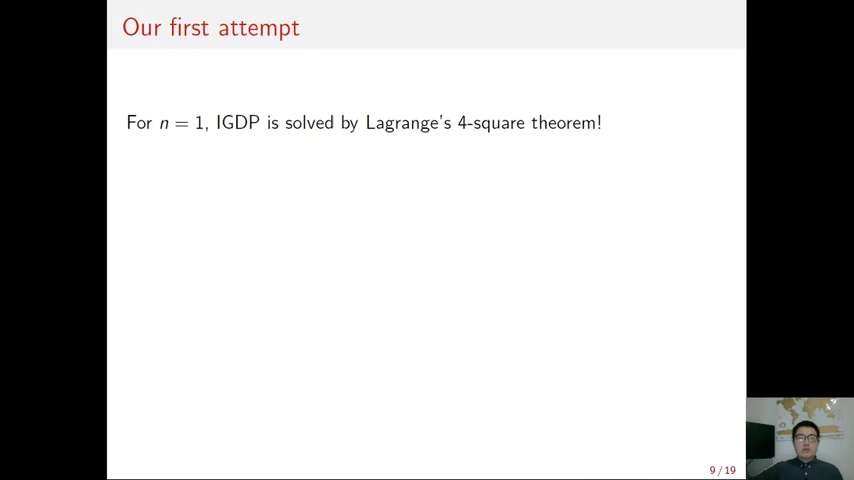 Our first attempt
For n = 1, IGDP is solved by Lagrange's 4-square theorem!
9 / 19